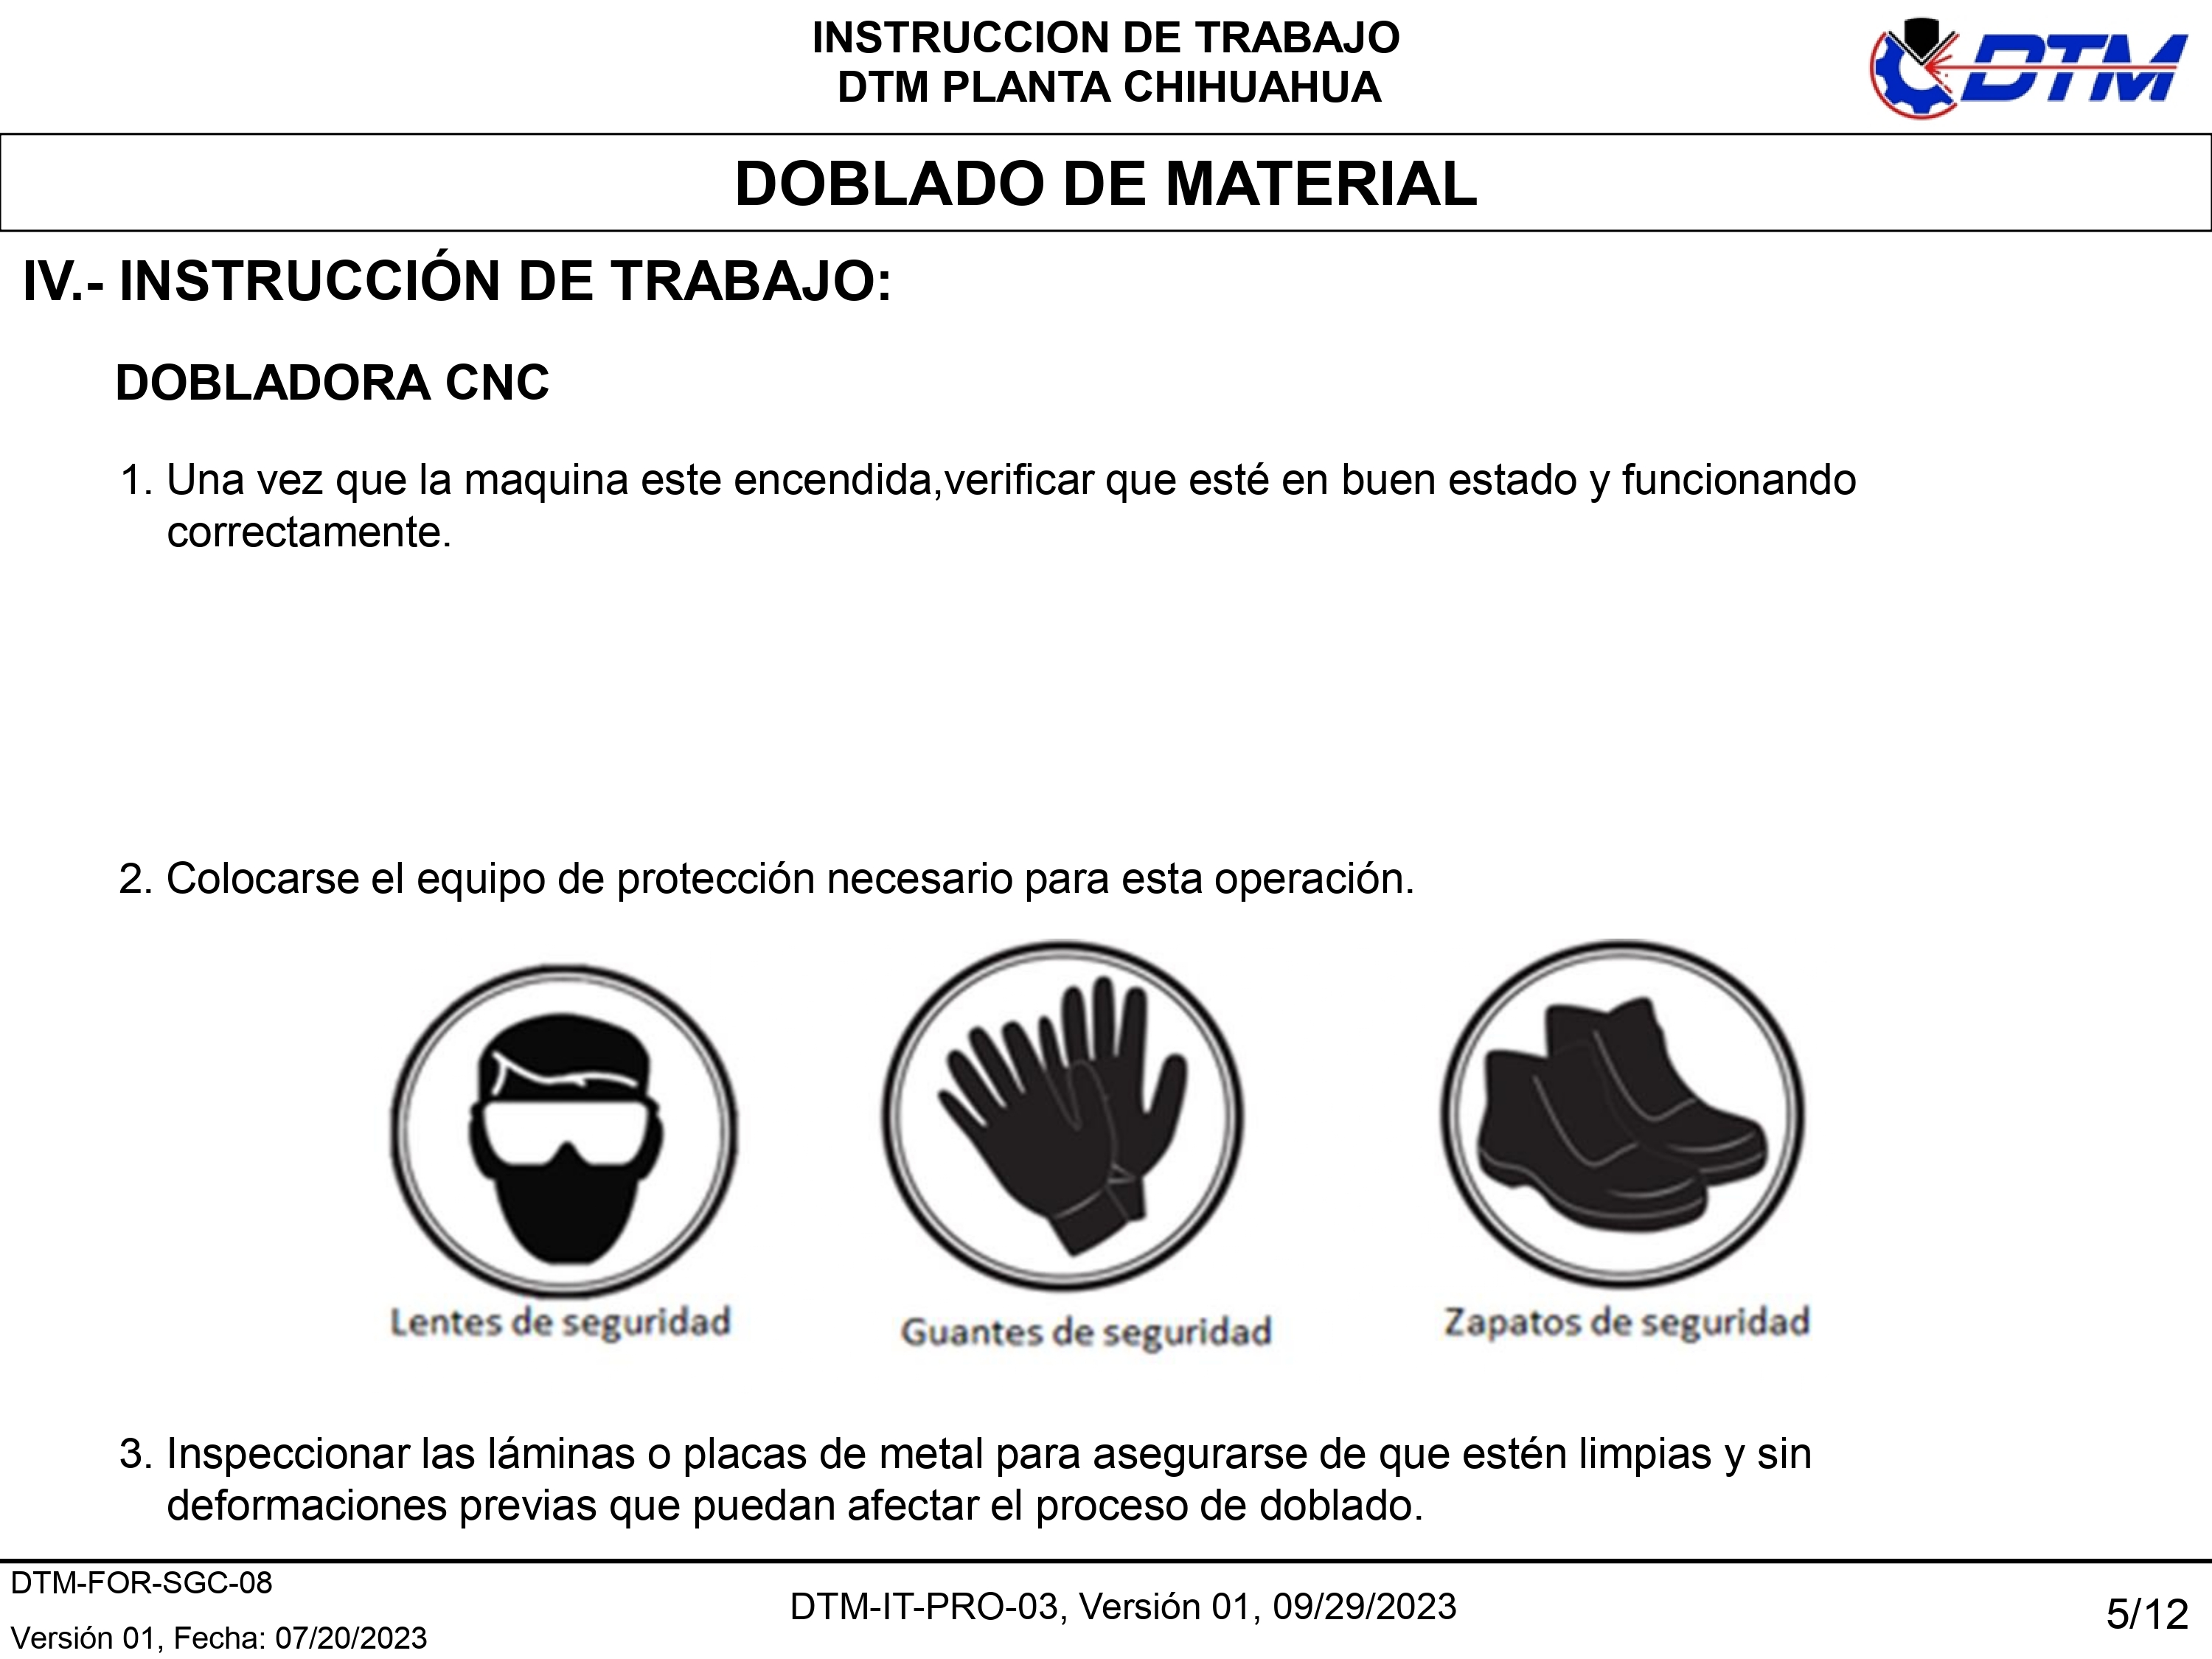 INSTRUCCION DE TRABAJO
DTM PLANTA CHIHUAHUA
DTM
DOBLADO DE MATERIAL
IV.- INSTRUCCIÓN DE TRABAJO:
DOBLADORA CNC
1. Una vez que la maquina este encendida,verificar que esté en buen estado y funcionando
correctamente.
2. Colocarse el equipo de protección necesario para esta operación.
Lentes de seguridad
Guantes de seguridad
Zapatos de seguridad
3. Inspeccionar las láminas o placas de metal para asegurarse de que estén limpias y sin
deformaciones previas que puedan afectar el proceso de doblado.
DTM-FOR-SGC-08
Versión 01, Fecha: 07/20/2023
DTM-IT-PRO-03, Versión 01, 09/29/2023
5/12